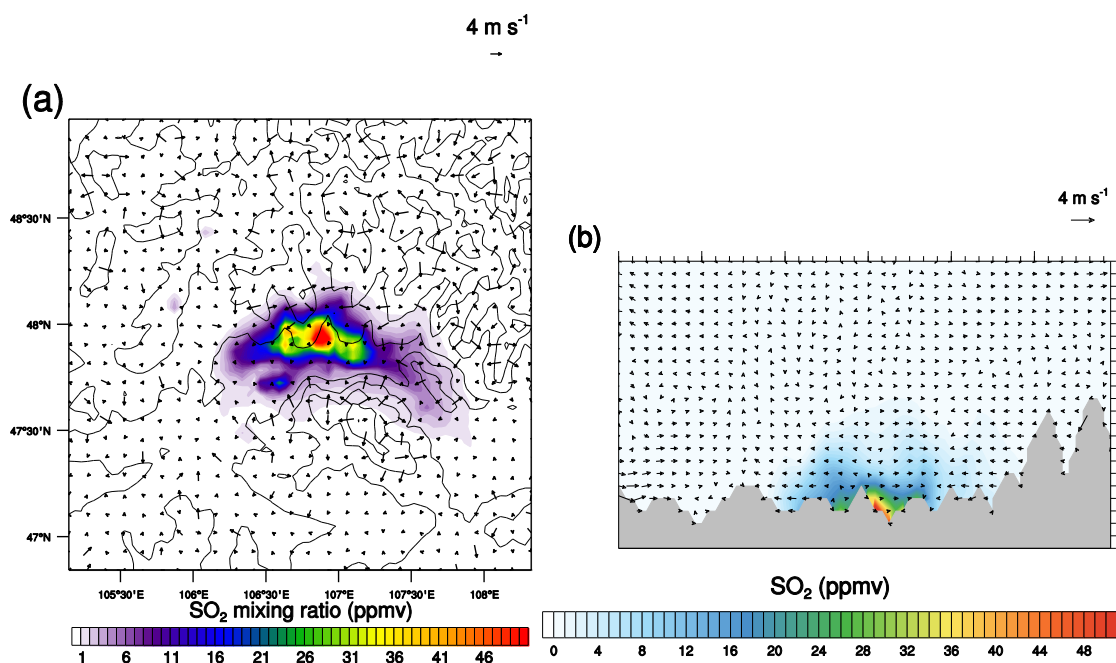 4 m s⁻¹
(a)
48°30'N
48°N
47°30'N
47°N
105°30'E 106°E 106°30'E 107°E 107°30'E 108°E
SO₂ mixing ratio (ppmv)
1 6 11 16 21 26 31 36 41 46
4 m s⁻¹
(b)
SO₂ (ppmv)
0 4 8 12 16 20 24 28 32 36 40 44 48